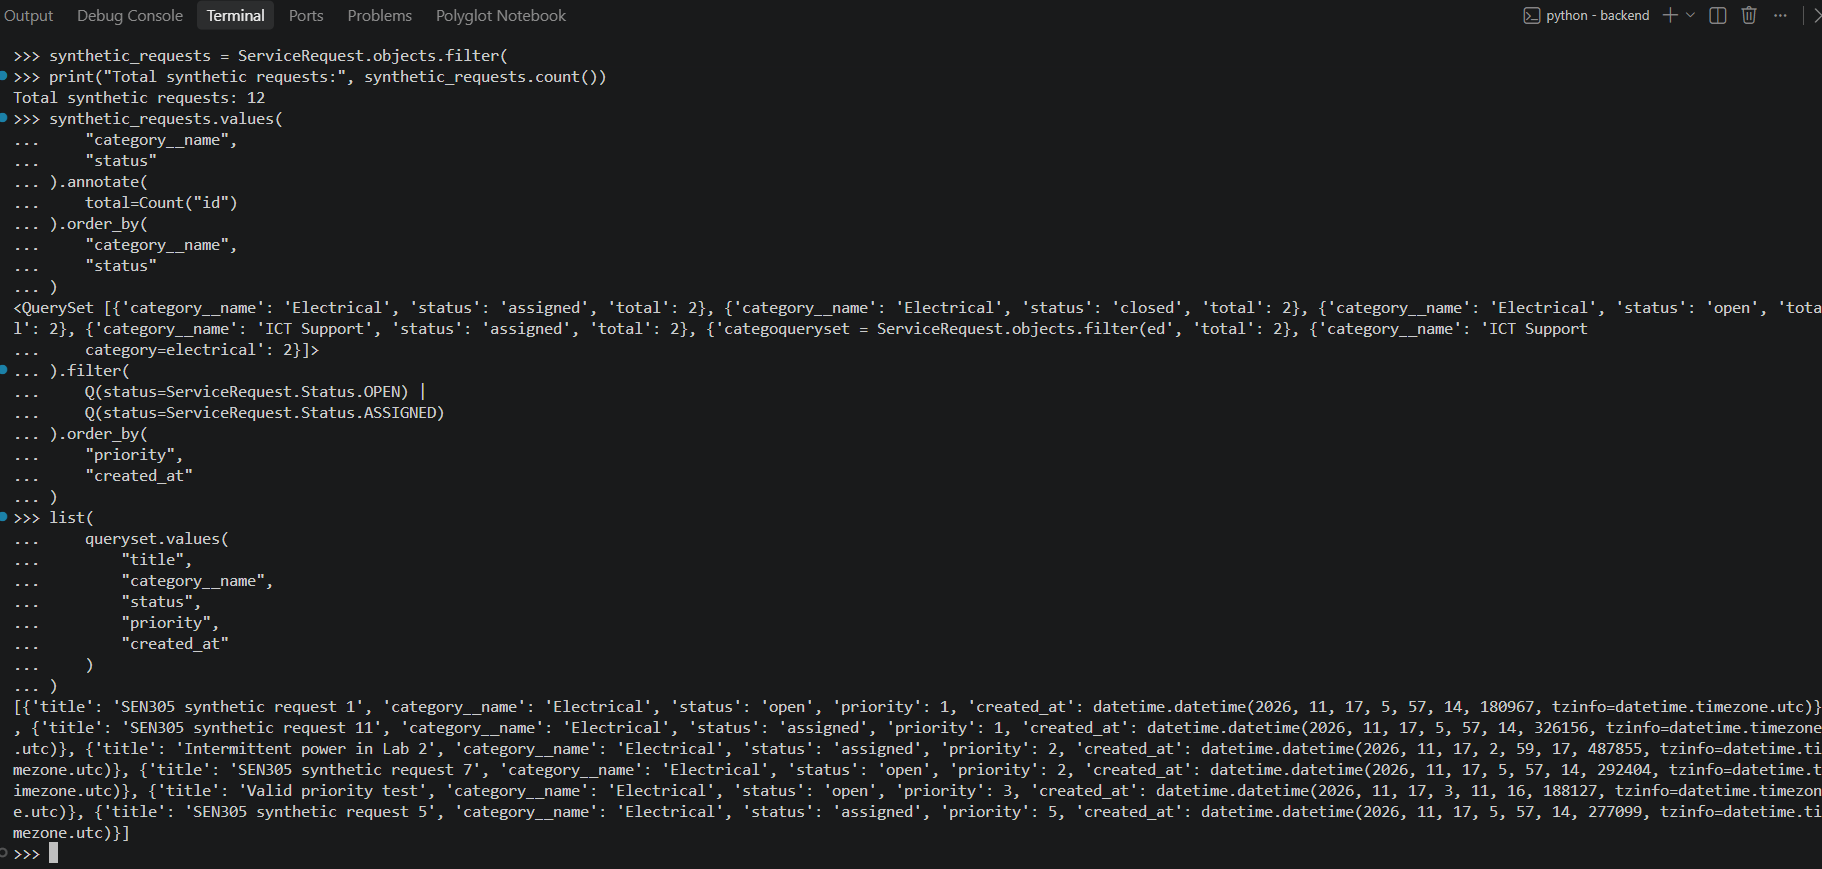 Output Debug Console Terminal Ports Problems Polyglot Notebook python - backend
>>> synthetic_requests = ServiceRequest.objects.filter(
>>> print("Total synthetic requests:", synthetic_requests.count())
Total synthetic requests: 12
>>> synthetic_requests.values(
...     "category__name",
...     "status"
... ).annotate(
...     total=Count("id")
... ).order_by(
...     "category__name",
...     "status"
... )
<QuerySet [{'category__name': 'Electrical', 'status': 'assigned', 'total': 2}, {'category__name': 'Electrical', 'status': 'closed', 'total': 2}, {'category__name': 'Electrical', 'status': 'open', 'tota
l': 2}, {'category__name': 'ICT Support', 'status': 'assigned', 'total': 2}, {'categoqueryset = ServiceRequest.objects.filter(ed', 'total': 2}, {'category__name': 'ICT Support
...     category=electrical': 2}]>
... ).filter(
...     Q(status=ServiceRequest.Status.OPEN) |
...     Q(status=ServiceRequest.Status.ASSIGNED)
... ).order_by(
...     "priority",
...     "created_at"
... )
>>> list(
...     queryset.values(
...         "title",
...         "category__name",
...         "status",
...         "priority",
...         "created_at"
...     )
... )
[{'title': 'SEN305 synthetic request 1', 'category__name': 'Electrical', 'status': 'open', 'priority': 1, 'created_at': datetime.datetime(2026, 11, 17, 5, 57, 14, 180967, tzinfo=datetime.timezone.utc)}
, {'title': 'SEN305 synthetic request 11', 'category__name': 'Electrical', 'status': 'assigned', 'priority': 1, 'created_at': datetime.datetime(2026, 11, 17, 5, 57, 14, 326156, tzinfo=datetime.timezone
.utc)}, {'title': 'Intermittent power in Lab 2', 'category__name': 'Electrical', 'status': 'assigned', 'priority': 2, 'created_at': datetime.datetime(2026, 11, 17, 2, 59, 17, 487855, tzinfo=datetime.ti
mezone.utc)}, {'title': 'SEN305 synthetic request 7', 'category__name': 'Electrical', 'status': 'open', 'priority': 2, 'created_at': datetime.datetime(2026, 11, 17, 5, 57, 14, 292404, tzinfo=datetime.t
imezone.utc)}, {'title': 'Valid priority test', 'category__name': 'Electrical', 'status': 'open', 'priority': 3, 'created_at': datetime.datetime(2026, 11, 17, 3, 11, 16, 188127, tzinfo=datetime.timezon
e.utc)}, {'title': 'SEN305 synthetic request 5', 'category__name': 'Electrical', 'status': 'assigned', 'priority': 5, 'created_at': datetime.datetime(2026, 11, 17, 5, 57, 14, 277099, tzinfo=datetime.ti
mezone.utc)}]
>>>